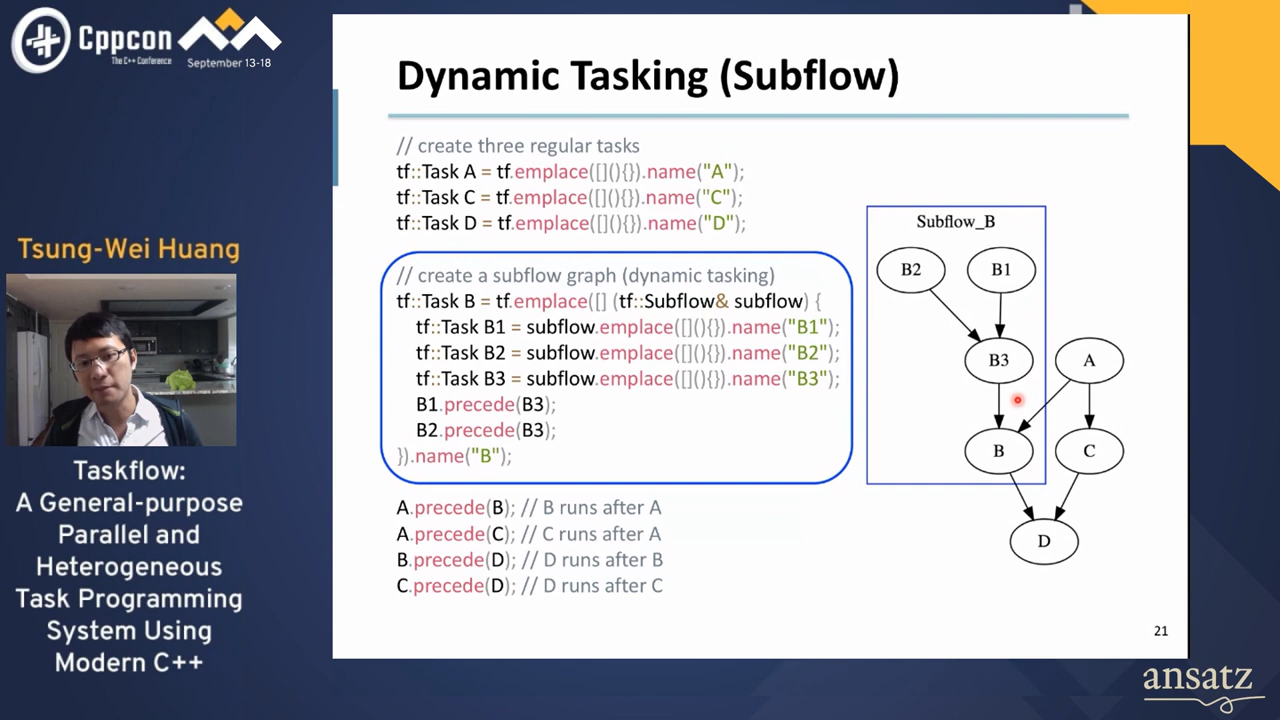 Cppcon
The C++ Conference
September 13-18
Tsung-Wei Huang
Taskflow:
A General-purpose
Parallel and
Heterogeneous
Task Programming
System Using
Modern C++
Dynamic Tasking (Subflow)
// create three regular tasks
tf::Task A = tf.emplace([](){}).name("A");
tf::Task C = tf.emplace([](){}).name("C");
tf::Task D = tf.emplace([](){}).name("D");
// create a subflow graph (dynamic tasking)
tf::Task B = tf.emplace([] (tf::Subflow& subflow) {
tf::Task B1 = subflow.emplace([](){}).name("B1");
tf::Task B2 = subflow.emplace([](){}).name("B2");
tf::Task B3 = subflow.emplace([](){}).name("B3");
B1.precede(B3);
B2.precede(B3);
}).name("B");
A.precede(B); // B runs after A
A.precede(C); // C runs after A
B.precede(D); // D runs after B
C.precede(D); // D runs after C
Subflow_B
B2 B1
B3 A
B C
D
21
ansatz